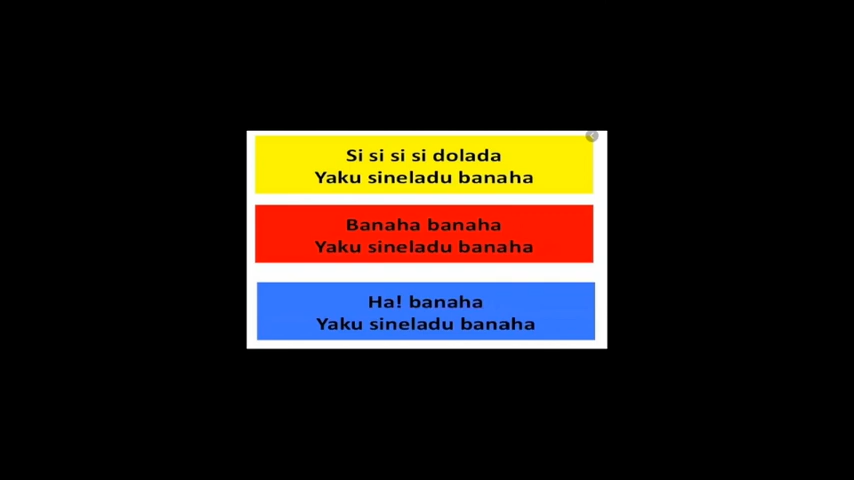 Si si si si dolada
Yaku sineladu banaha
Banaha banaha
Yaku sineladu banaha
Ha! banaha
Yaku sineladu banaha